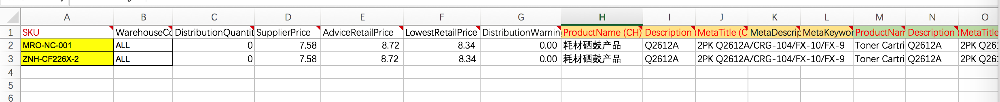 A B C D E F G H I J K L M N O
1 SKU WarehouseCo DistributionQuantit SupplierPrice AdviceRetailPrice LowestRetailPrice DistributionWarnin ProductName (CH) Description ( MetaTitle (C MetaDescrip MetaKeywor ProductNam Description ( MetaTitle
2 MRO-NC-001 ALL 0 7.58 8.72 8.34 0.00 耗材硒鼓产品 Q2612A 2PK Q2612A/CRG-104/FX-10/FX-9 Toner Cartri Q2612A 2PK Q261
3 ZNH-CF226X-2 ALL 0 7.58 8.72 8.34 0.00 耗材硒鼓产品 Q2612A 2PK Q2612A/CRG-104/FX-10/FX-9 Toner Cartri Q2612A 2PK Q261
4
5
6